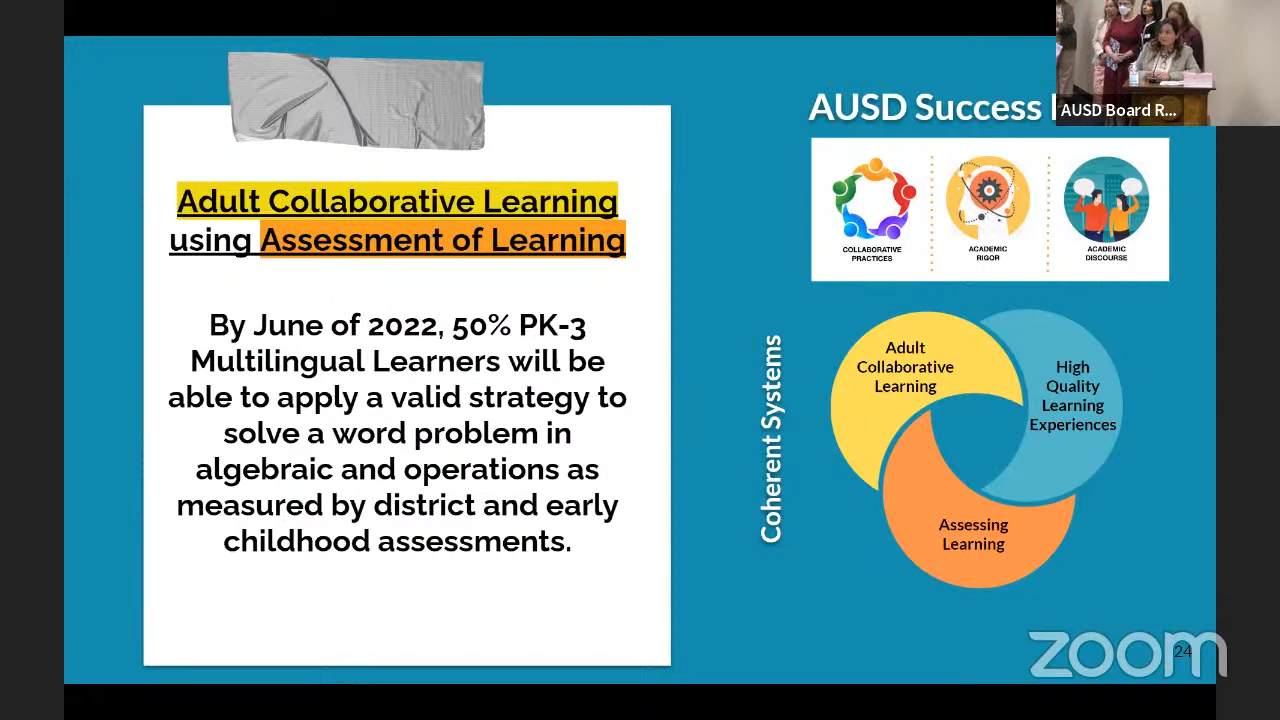 Adult Collaborative Learning
using Assessment of Learning
By June of 2022, 50% PK-3
Multilingual Learners will be
able to apply a valid strategy to
solve a word problem in
algebraic and operations as
measured by district and early
childhood assessments.
AUSD Success
AUSD Board R...
COLLABORATIVE
PRACTICES
ACADEMIC
RIGOR
ACADEMIC
DISCOURSE
Coherent Systems
Adult
Collaborative
Learning
High
Quality
Learning
Experiences
Assessing
Learning
24
zoom